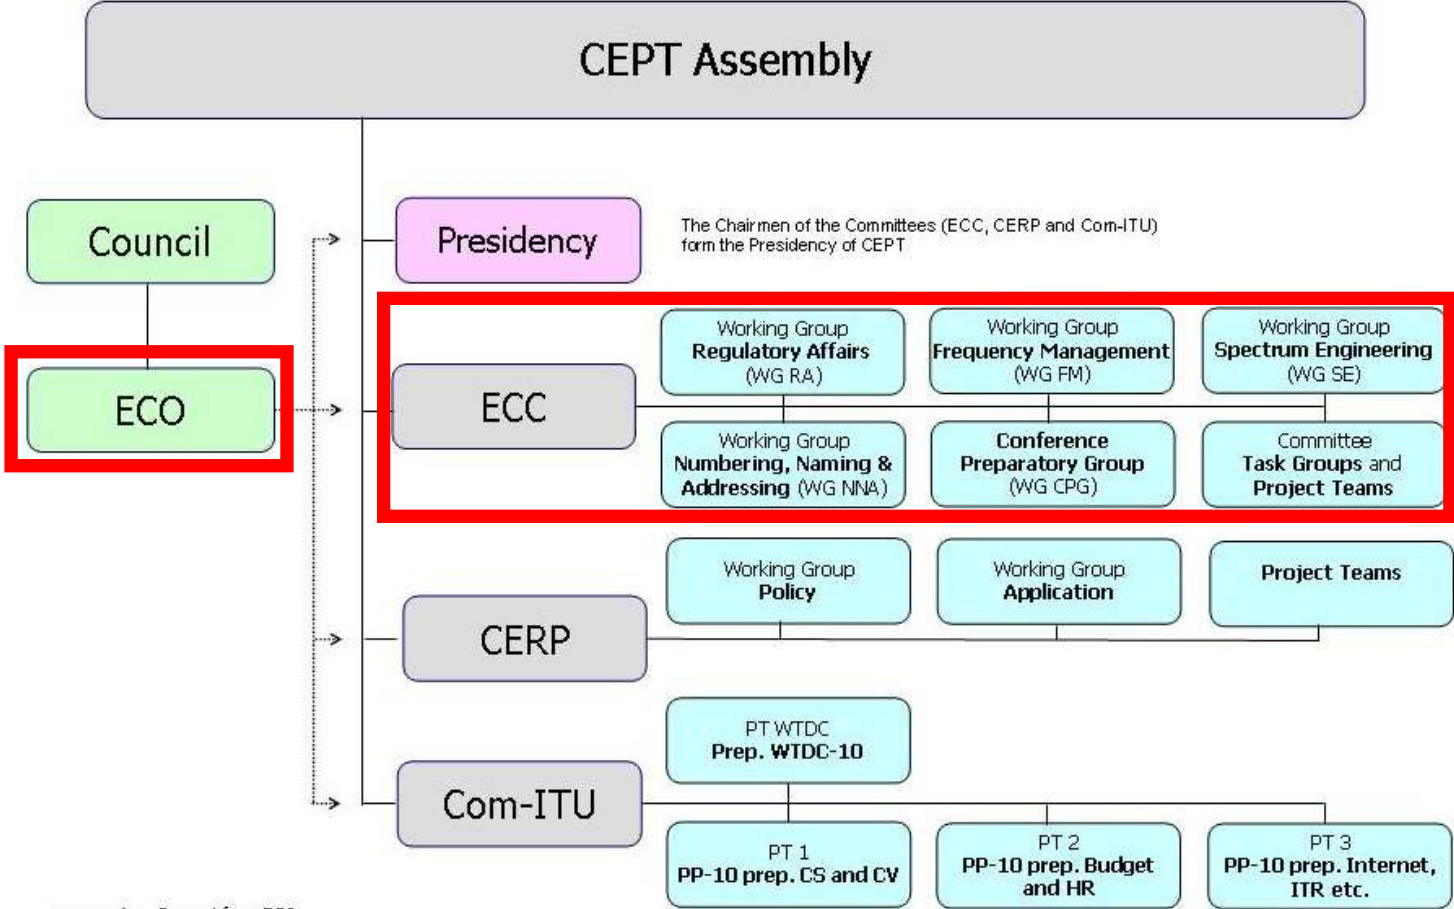 CEPT Assembly
Council
Presidency
The Chairmen of the Committees (ECC, CERP and Com-ITU)
form the Presidency of CEPT
ECO
ECC
Working Group
Regulatory Affairs
(WG RA)
Working Group
Frequency Management
(WG FM)
Working Group
Spectrum Engineering
(WG SE)
Working Group
Numbering, Naming &
Addressing (WG NNA)
Conference
Preparatory Group
(WG CPG)
Committee
Task Groups and
Project Teams
CERP
Working Group
Policy
Working Group
Application
Project Teams
Com-ITU
PT WTDC
Prep. WTDC-10
PT 1
PP-10 prep. CS and CV
PT 2
PP-10 prep. Budget
and HR
PT 3
PP-10 prep. Internet,
ITR etc.